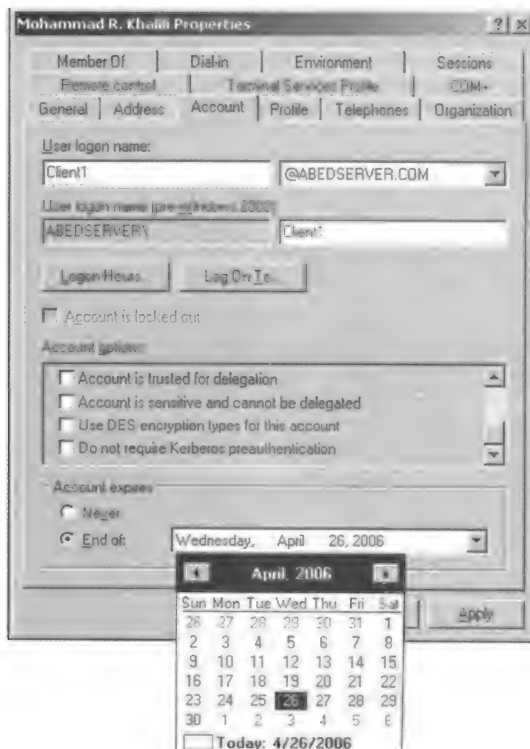 Mohammad R. Khalili Properties
Member Of Dial-in Environment Sessions
Remote control Terminal Services Profile COM+
General Address Account Profile Telephones Organization
User logon name:
Client1 @ABEDSERVER.COM
User logon name (pre-Windows 2000):
ABEDSERVER\ Client1
Logon Hours... Log On To...
Account is locked out
Account options:
Account is trusted for delegation
Account is sensitive and cannot be delegated
Use DES encryption types for this account
Do not require Kerberos preauthentication
Account expires
Never
End of: Wednesday, April 26, 2006
Apply
April, 2006
Sun Mon Tue Wed Thu Fri Sat
26 27 28 29 30 31 1
2 3 4 5 6 7 8
9 10 11 12 13 14 15
16 17 18 19 20 21 22
23 24 25 26 27 28 29
30 1 2 3 4 5 6
Today: 4/26/2006